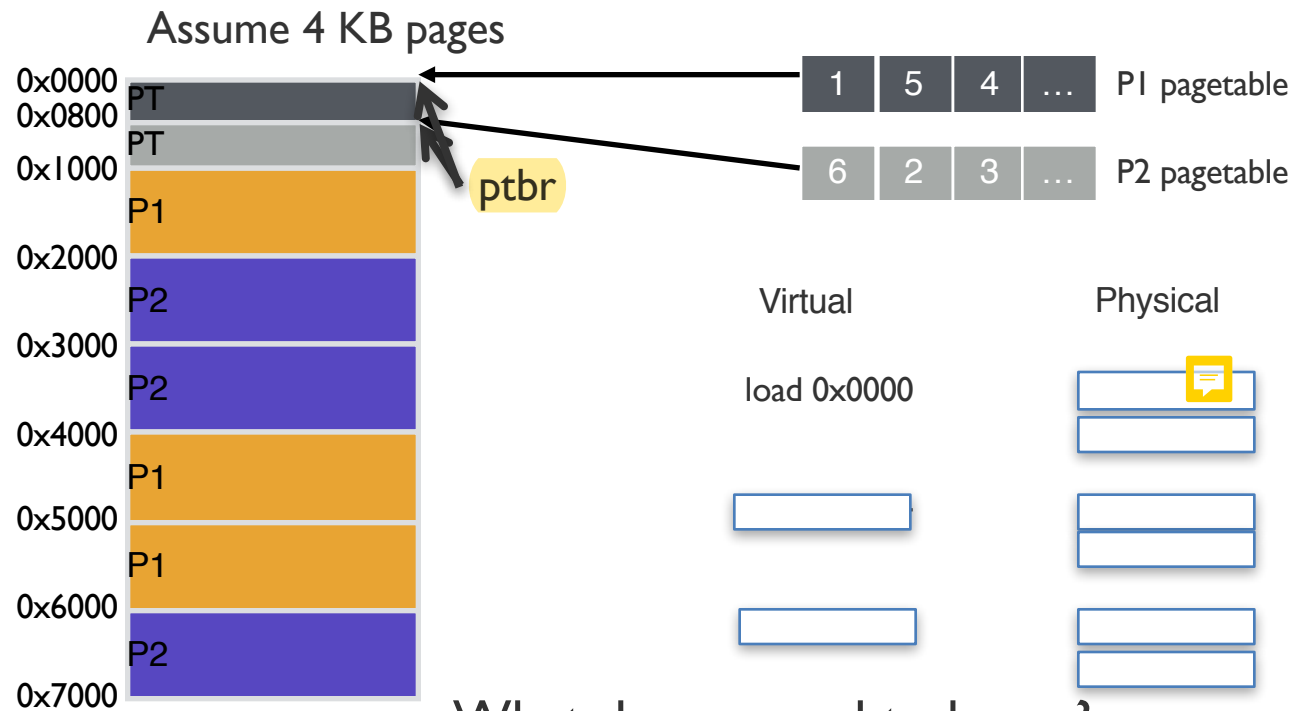 Assume 4 KB pages
0x0000
PT
0x0800
PT
0x1000
P1
0x2000
P2
0x3000
P2
0x4000
P1
0x5000
P1
0x6000
P2
0x7000
ptbr
1 5 4 … P1 pagetable
6 2 3 … P2 pagetable
Virtual Physical
load 0x0000